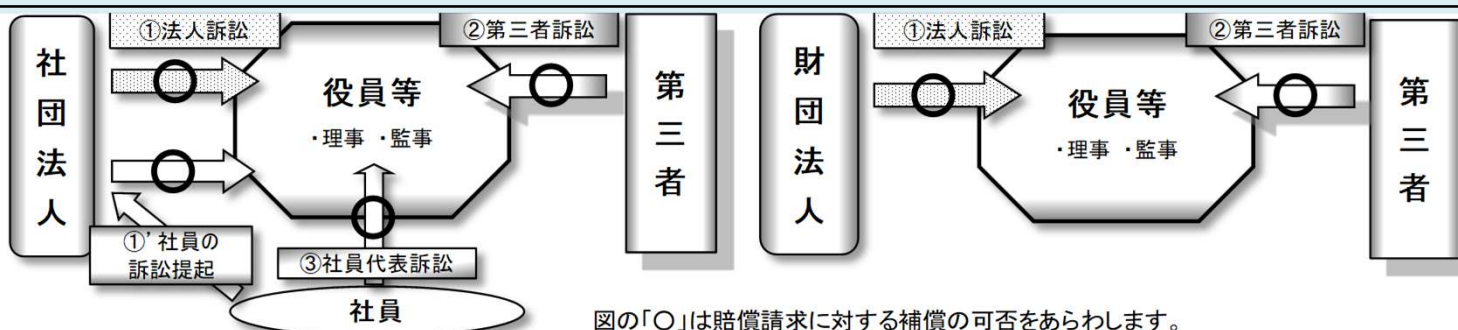 社団法人
①法人訴訟
②第三者訴訟
役員等
・理事 ・監事
第三者
①’社員の
訴訟提起
③社員代表訴訟
社員
財団法人
①法人訴訟
②第三者訴訟
役員等
・理事 ・監事
第三者
図の「〇」は賠償請求に対する補償の可否をあらわします。